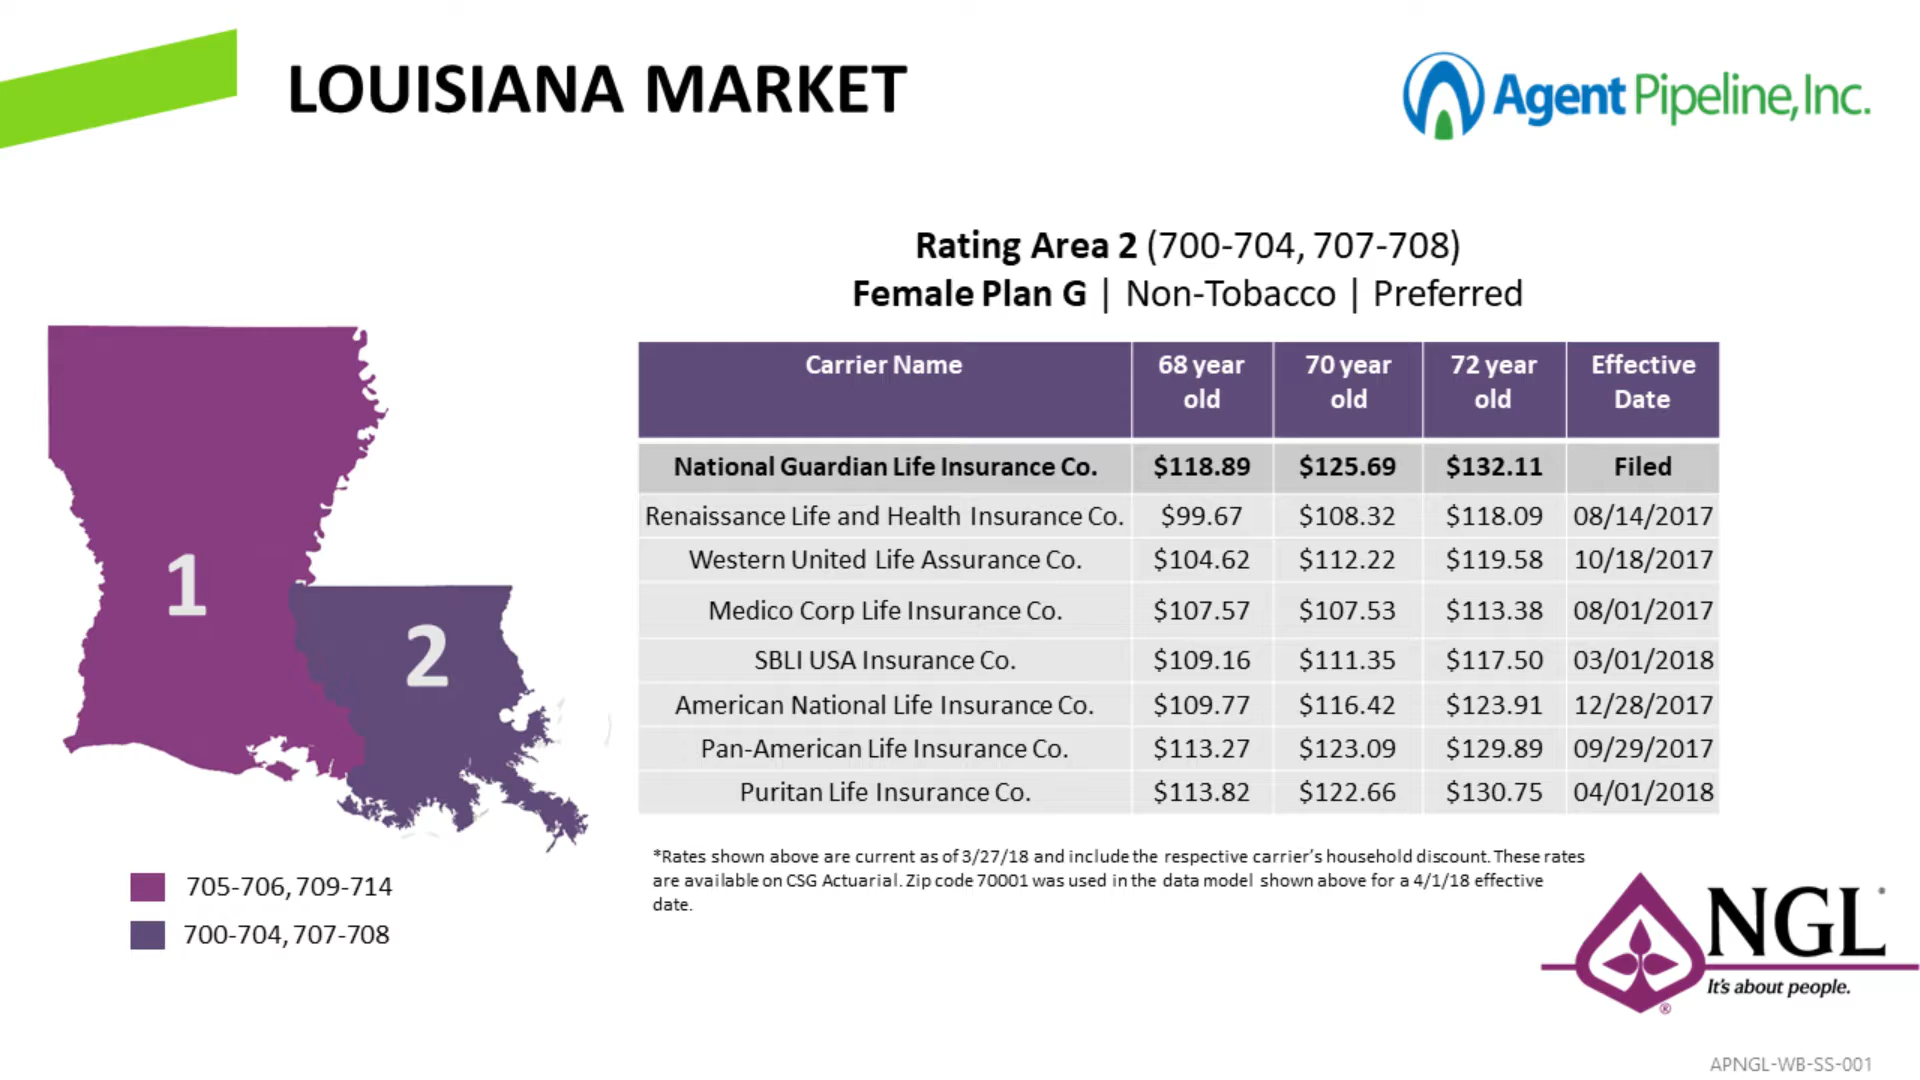 LOUISIANA MARKET
Agent Pipeline, Inc.
Rating Area 2 (700-704, 707-708)
Female Plan G | Non-Tobacco | Preferred
Carrier Name 68 year old 70 year old 72 year old Effective Date
National Guardian Life Insurance Co. $118.89 $125.69 $132.11 Filed
Renaissance Life and Health Insurance Co. $99.67 $108.32 $118.09 08/14/2017
Western United Life Assurance Co. $104.62 $112.22 $119.58 10/18/2017
Medico Corp Life Insurance Co. $107.57 $107.53 $113.38 08/01/2017
SBLI USA Insurance Co. $109.16 $111.35 $117.50 03/01/2018
American National Life Insurance Co. $109.77 $116.42 $123.91 12/28/2017
Pan-American Life Insurance Co. $113.27 $123.09 $129.89 09/29/2017
Puritan Life Insurance Co. $113.82 $122.66 $130.75 04/01/2018
1
2
705-706, 709-714
700-704, 707-708
*Rates shown above are current as of 3/27/18 and include the respective carrier's household discount. These rates
are available on CSG Actuarial. Zip code 70001 was used in the data model shown above for a 4/1/18 effective
date.
NGL
It's about people.
®
APNGL-WB-SS-001